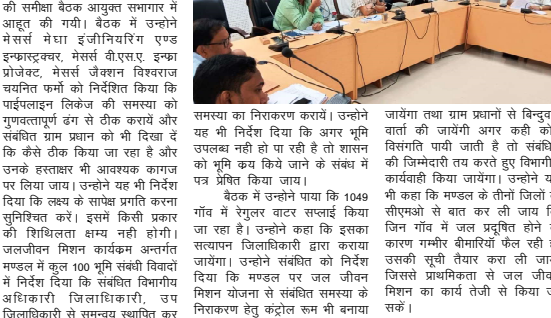 की समीक्षा बैठक आयुक्त सभागार में
आहूत की गयी। बैठक में उन्होने
मेसर्स मेघा इंजीनियरिंग एण्ड
इन्फ्रास्ट्रक्चर, मेसर्स वी.एस.ए. इन्फ्रा
प्रोजेक्ट, मेसर्स जैक्शन विश्वराज
चयनित फर्मो को निर्देशित किया कि
पाईपलाइन लिकेज की समस्या को
गुणवत्तापूर्ण ढंग से ठीक करायें और
संबंधित ग्राम प्रधान को भी दिखा दें
कि कैसे ठीक किया जा रहा है और
उनके हस्ताक्षर भी आवश्यक कागज
पर लिया जाय। उन्होने यह भी निर्देश
दिया कि लक्ष्य के सापेक्ष प्रगति करना
सुनिश्चित करें। इसमें किसी प्रकार
की शिथिलता क्षम्य नही होगी।
जलजीवन मिशन कार्यक्रम अन्तर्गत
मण्डल में कुल 100 भूमि संबंधी विवादों
में निर्देश दिया कि संबंधित विभागीय
अधिकारी जिलाधिकारी, उप
जिलाधिकारी से समन्वय स्थापित कर
समस्या का निराकरण करायें। उन्होने
यह भी निर्देश दिया कि अगर भूमि
उपलब्ध नही हो पा रही है तो शासन
को भूमि क्रय किये जाने के संबंध में
पत्र प्रेषित किया जाय।
बैठक में उन्होने पाया कि 1049
गॉव में रेगुलर वाटर सप्लाई किया
जा रहा है। उन्होने कहा कि इसका
सत्यापन जिलाधिकारी द्वारा कराया
जायेंगा। उन्होने संबंधित को निर्देश
दिया कि मण्डल पर जल जीवन
मिशन योजना से संबंधित समस्या के
निराकरण हेतु कंट्रोल रूम भी बनाया
जायेंगा तथा ग्राम प्रधानों से बिन्दुव
वार्ता की जायेंगी अगर कही को
विसंगति पायी जाती है तो संबंधि
की जिम्मेदारी तय करते हुए विभागी
कार्यवाही किया जायेंगा। उन्होने य
भी कहा कि मण्डल के तीनों जिलों
सीएमओ से बात कर ली जाय
जिन गॉव में जल प्रदूषित होने
कारण गम्भीर बीमारियॉ फैल रही
उसकी सूची तैयार करा ली जा
जिससे प्राथमिकता से जल जीव
मिशन का कार्य तेजी से किया
सकें।